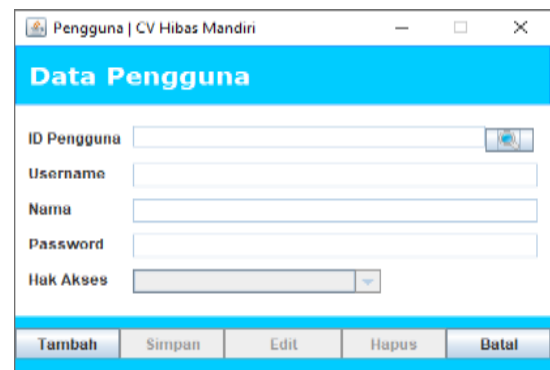 Pengguna | CV Hibas Mandiri
Data Pengguna
ID Pengguna
Username
Nama
Password
Hak Akses
Tambah Simpan Edit Hapus Batal